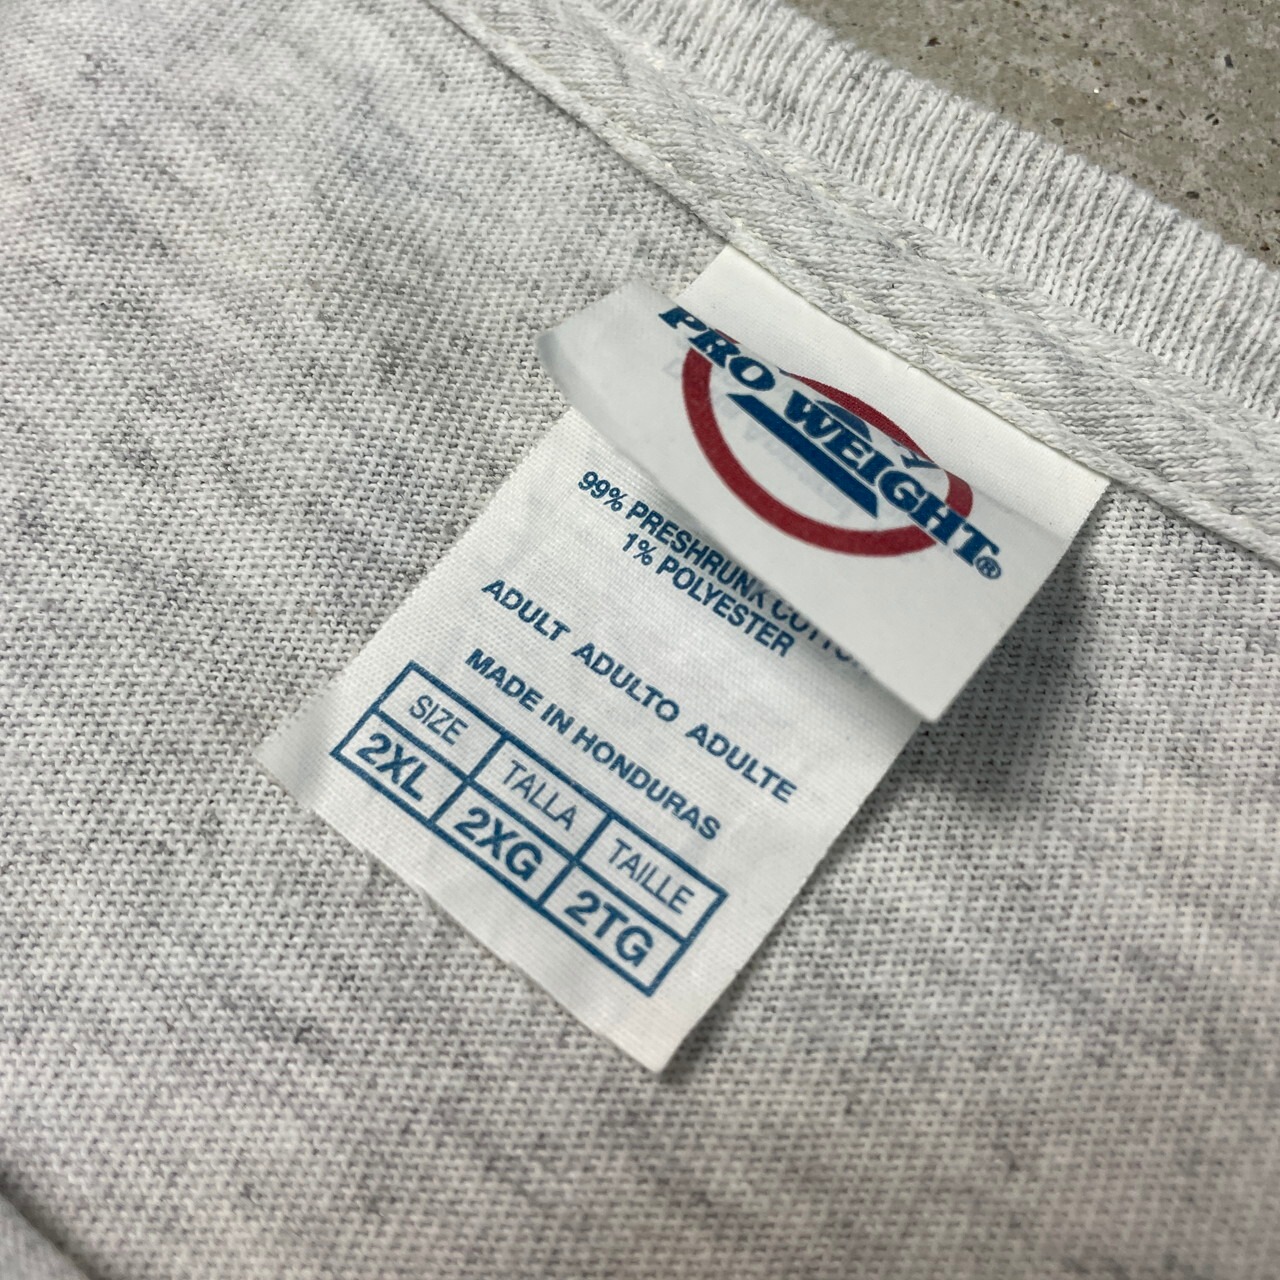 PRO WEIGHT®
99% PRESHRUNK COTTON
1% POLYESTER
ADULT ADULTO ADULTE
MADE IN HONDURAS
SIZE TALLA TAILLE
2XL 2XG 2TG